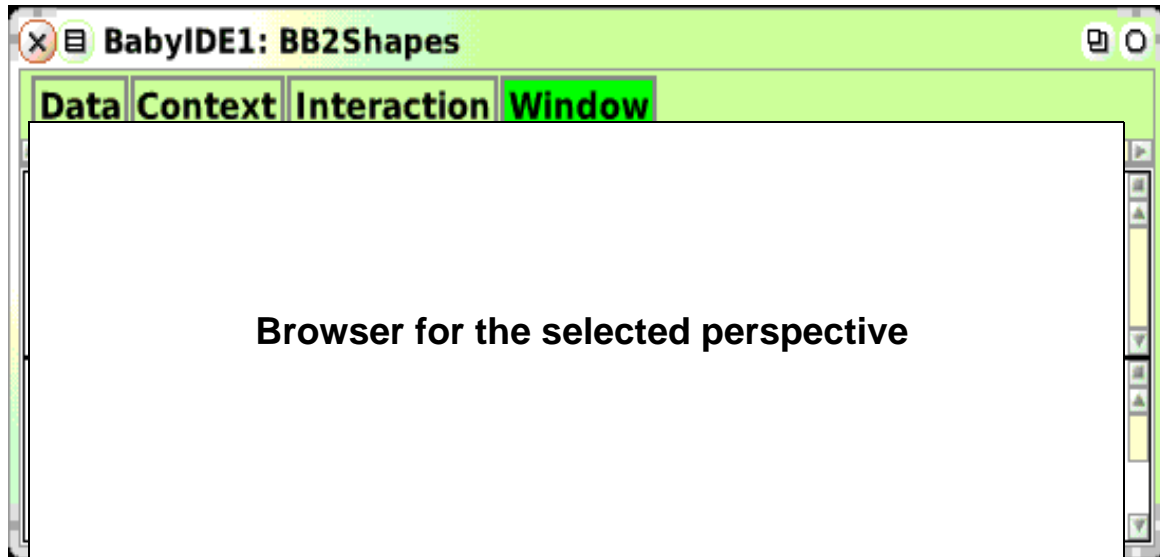 BabyIDE1: BB2Shapes
Data Context Interaction Window
Browser for the selected perspective